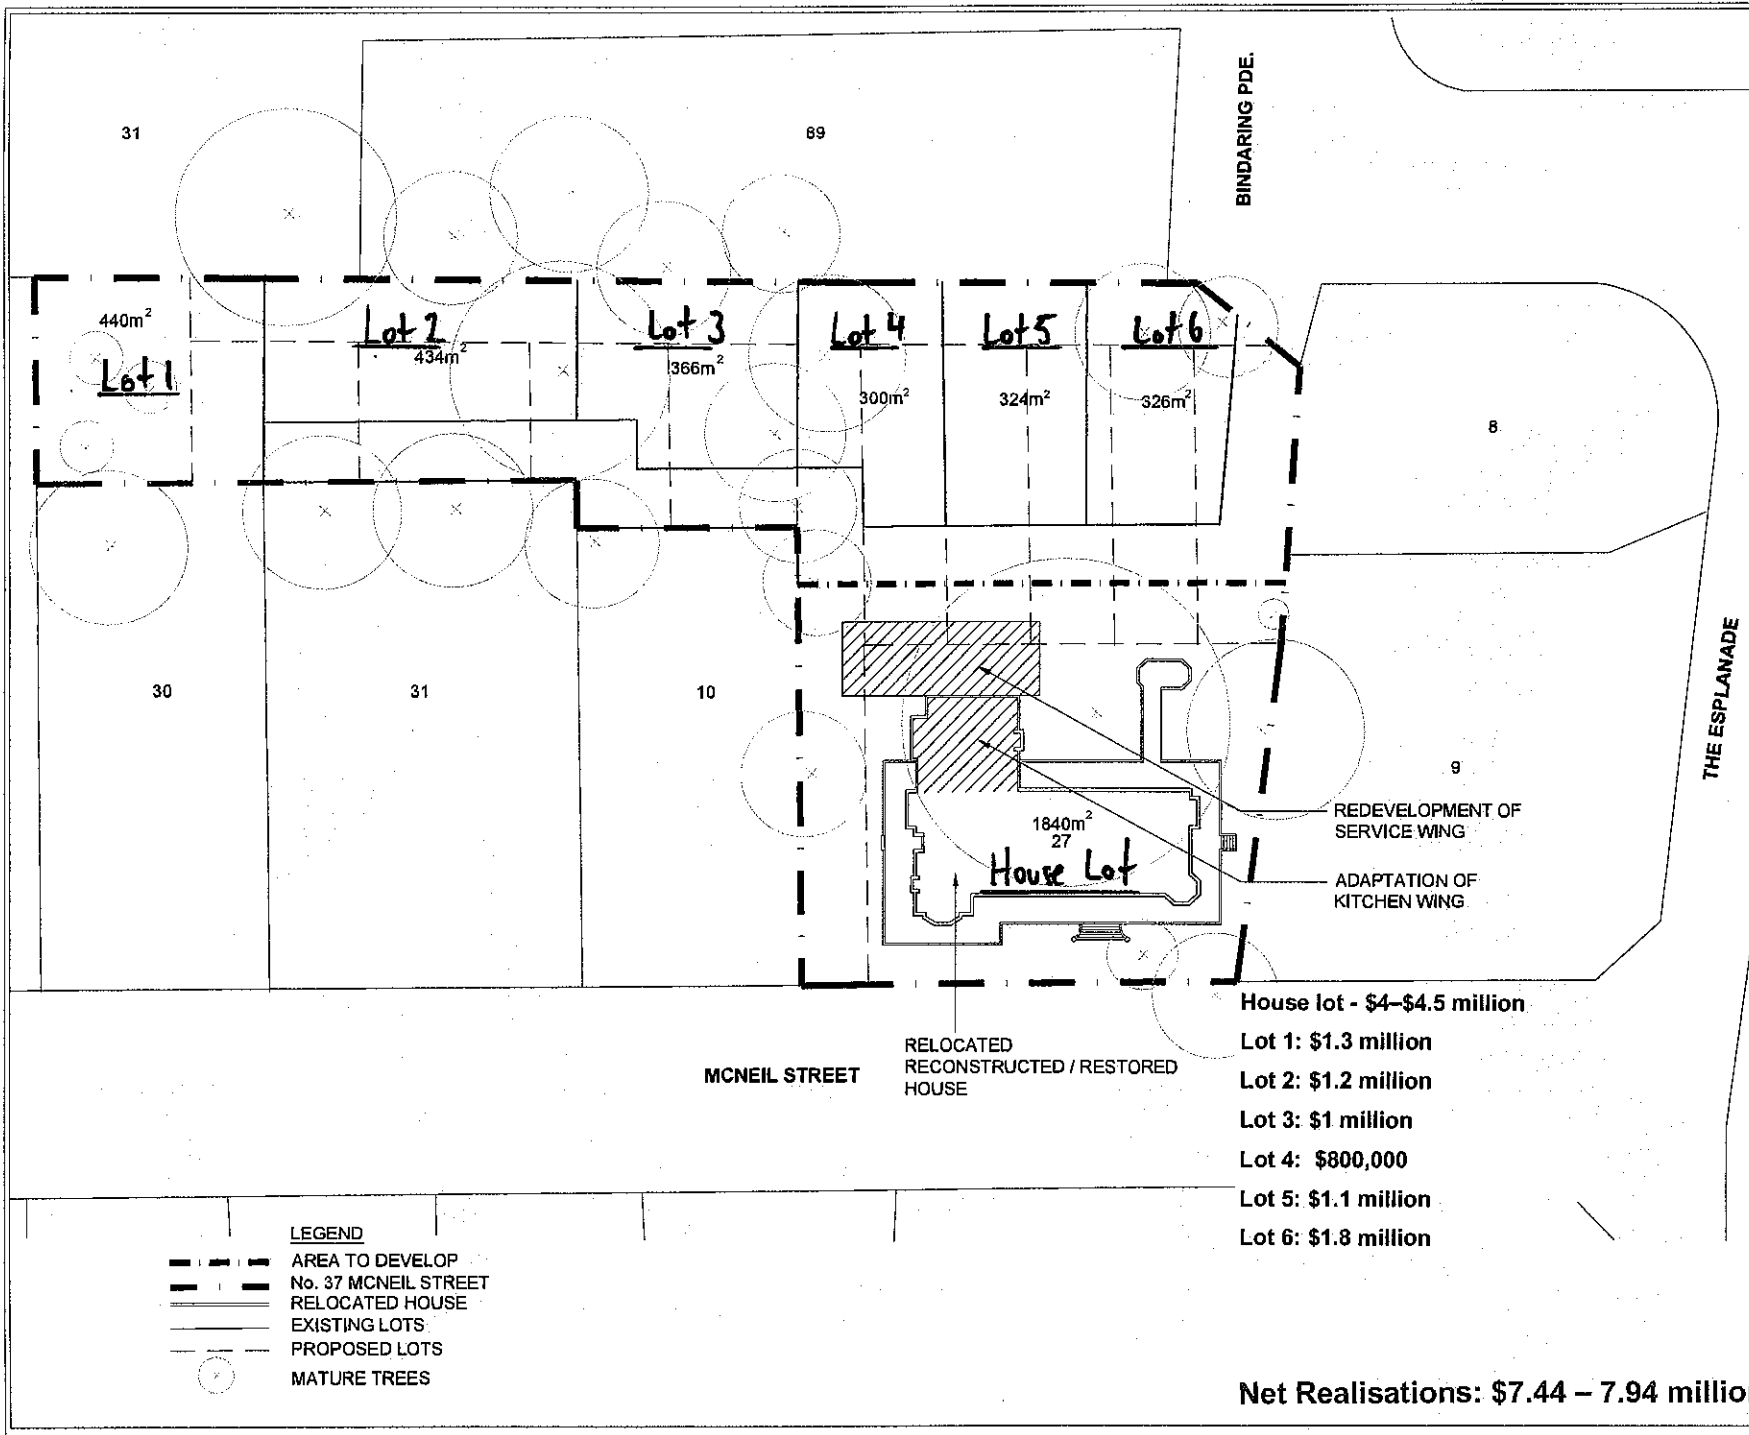 31
89
BINDARING PDE.
440m²
Lot 1
Lot 2
434m²
Lot 3
366m²
Lot 4
300m²
Lot 5
324m²
Lot 6
326m²
8
30
31
10
9
THE ESPLANADE
1840m²
27
House Lot
REDEVELOPMENT OF
SERVICE WING
ADAPTATION OF
KITCHEN WING
RELOCATED
RECONSTRUCTED / RESTORED
HOUSE
MCNEIL STREET
House lot - $4–$4.5 million
Lot 1: $1.3 million
Lot 2: $1.2 million
Lot 3: $1 million
Lot 4: $800,000
Lot 5: $1.1 million
Lot 6: $1.8 million
LEGEND
AREA TO DEVELOP
No. 37 MCNEIL STREET
RELOCATED HOUSE
EXISTING LOTS
PROPOSED LOTS
MATURE TREES
Net Realisations: $7.44 – 7.94 millio